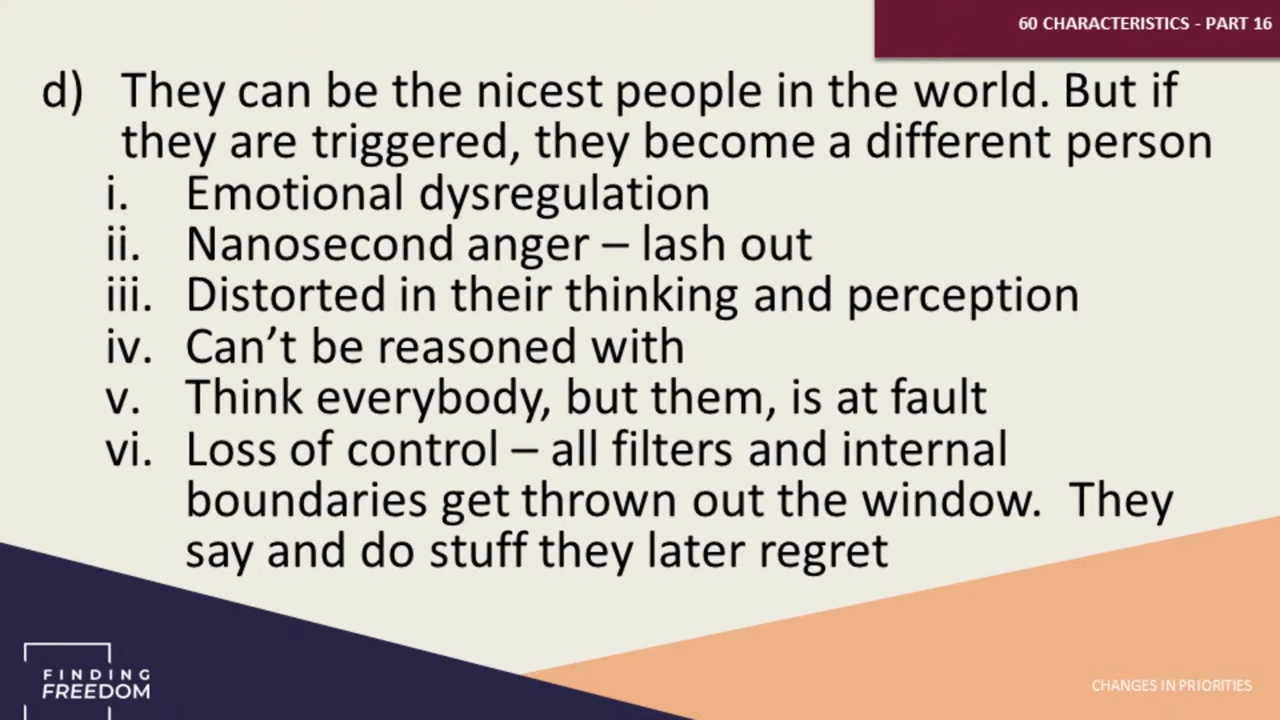 60 CHARACTERISTICS - PART 16
d) They can be the nicest people in the world. But if
they are triggered, they become a different person
i. Emotional dysregulation
ii. Nanosecond anger – lash out
iii. Distorted in their thinking and perception
iv. Can’t be reasoned with
v. Think everybody, but them, is at fault
vi. Loss of control – all filters and internal
boundaries get thrown out the window. They
say and do stuff they later regret
FINDING
FREEDOM
CHANGES IN PRIORITIES